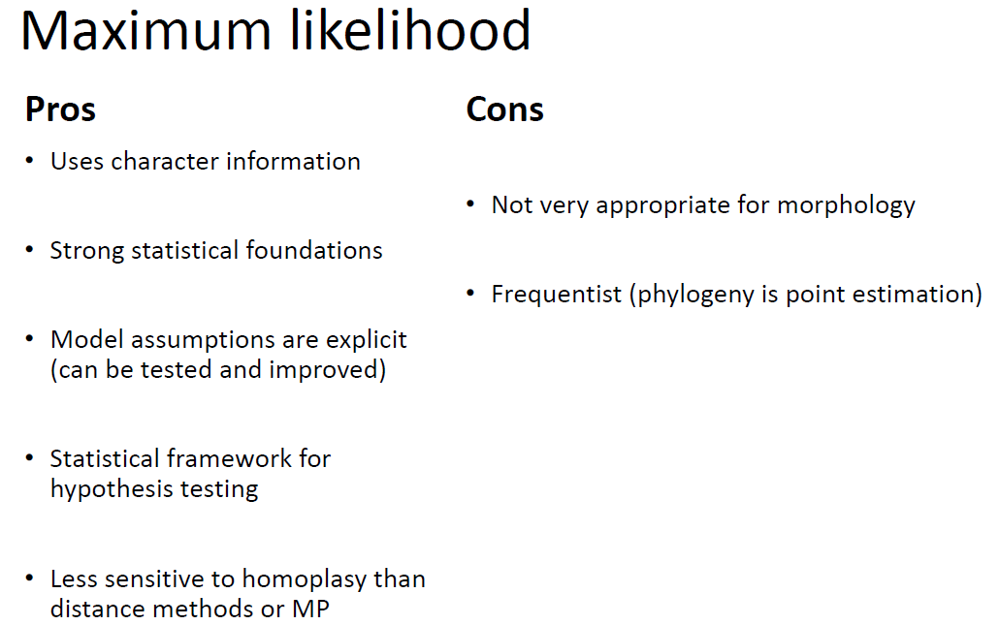 Maximum likelihood
Pros
• Uses character information
• Strong statistical foundations
• Model assumptions are explicit
(can be tested and improved)
• Statistical framework for
hypothesis testing
• Less sensitive to homoplasy than
distance methods or MP
Cons
• Not very appropriate for morphology
• Frequentist (phylogeny is point estimation)